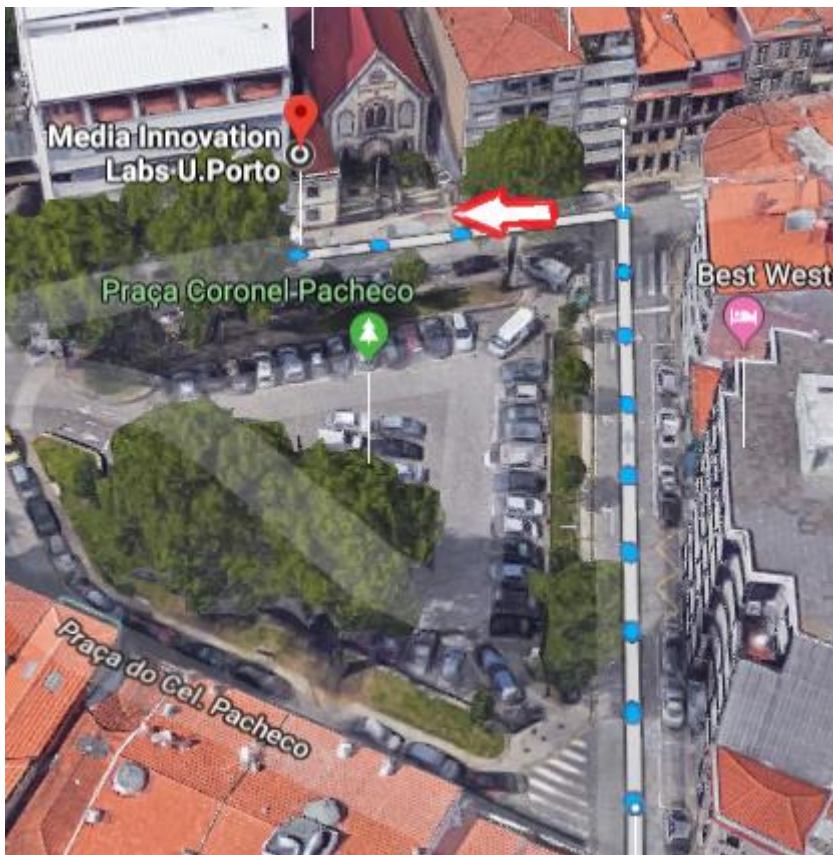 Media Innovation
Labs U.Porto
Praça Coronel Pacheco
Best West
Praça do Cel. Pacheco